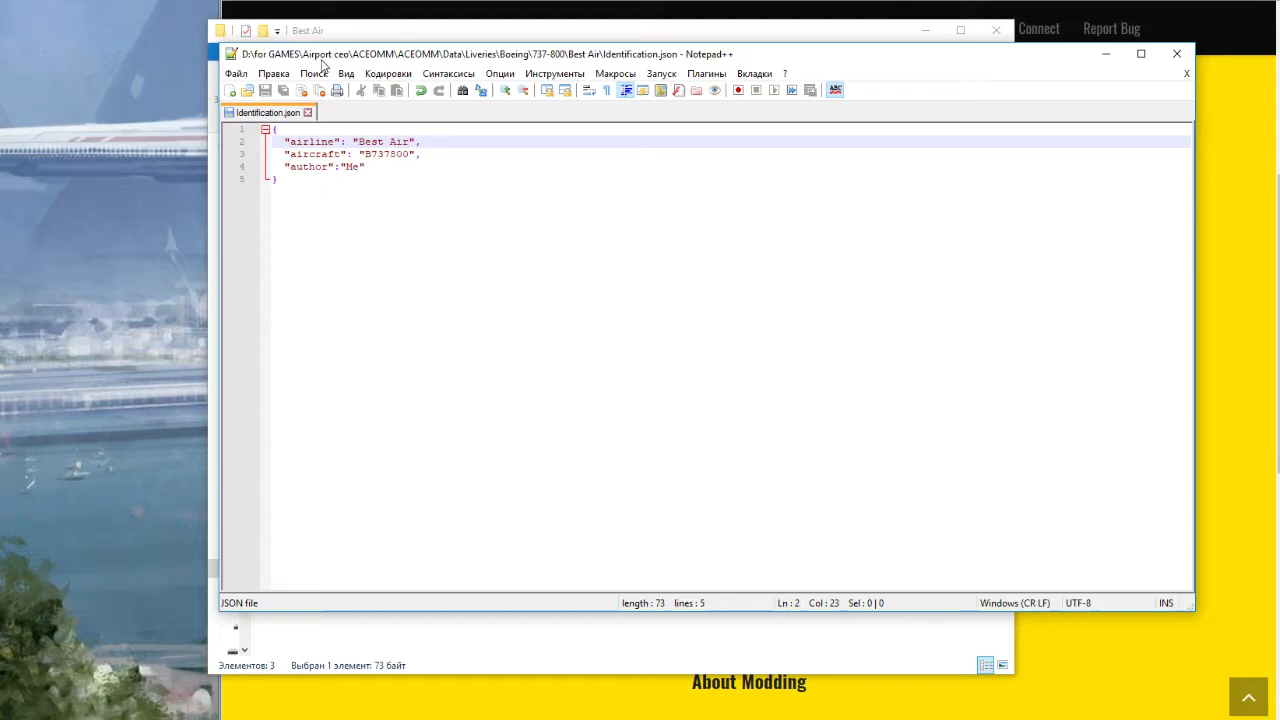 Best Air
Connect
Report Bug
D:\for GAMES\Airport ceo\ACEOMM\ACEOMM\Data\Liveries\Boeing\737-800\Best Air\Identification.json - Notepad++
Файл Правка Поиск Вид Кодировки Синтаксисы Опции Инструменты Макросы Запуск Плагины Вкладки ? X
Identification.json
1 {
2 "airline": "Best Air",
3 "aircraft": "B737800",
4 "author":"Me"
5 }
JSON file length : 73 lines : 5 Ln : 2 Col : 23 Sel : 0 | 0 Windows (CR LF) UTF-8 INS
Элементов: 3 Выбран 1 элемент: 73 байт
About Modding